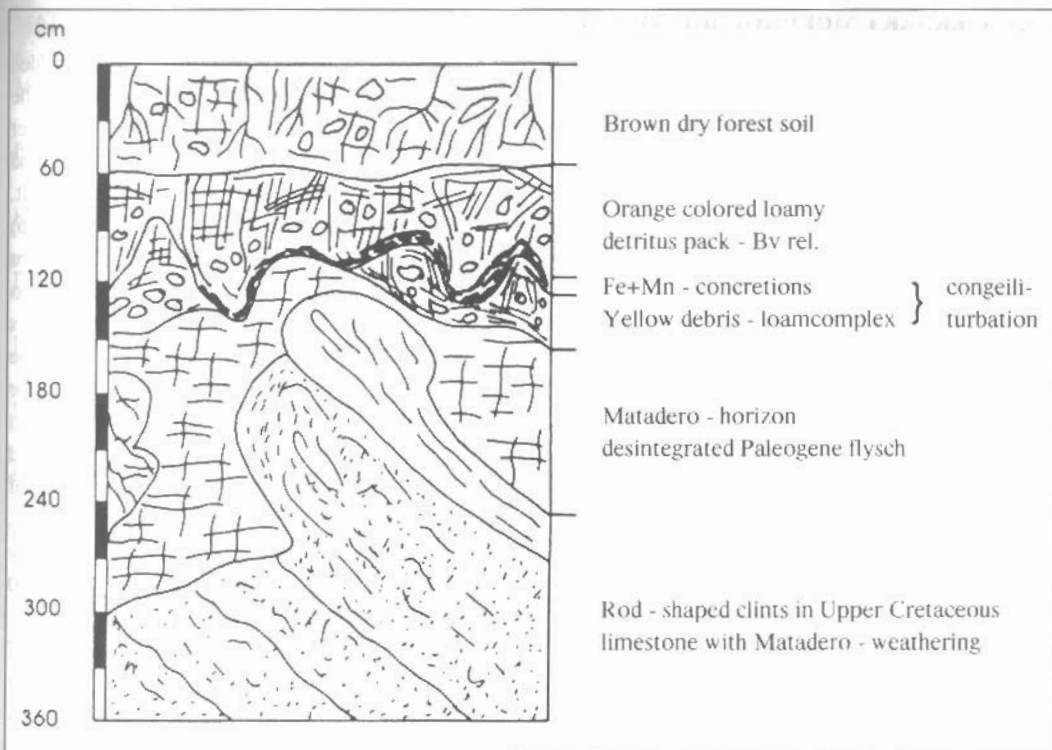 cm
0
60
120
180
240
300
360
Brown dry forest soil
Orange colored loamy
detritus pack - Bv rel.
Fe+Mn - concretions
Yellow debris - loamcomplex
} congeili-
turbation
Matadero - horizon
desintegrated Paleogene flysch
Rod - shaped clints in Upper Cretaceous
limestone with Matadero - weathering